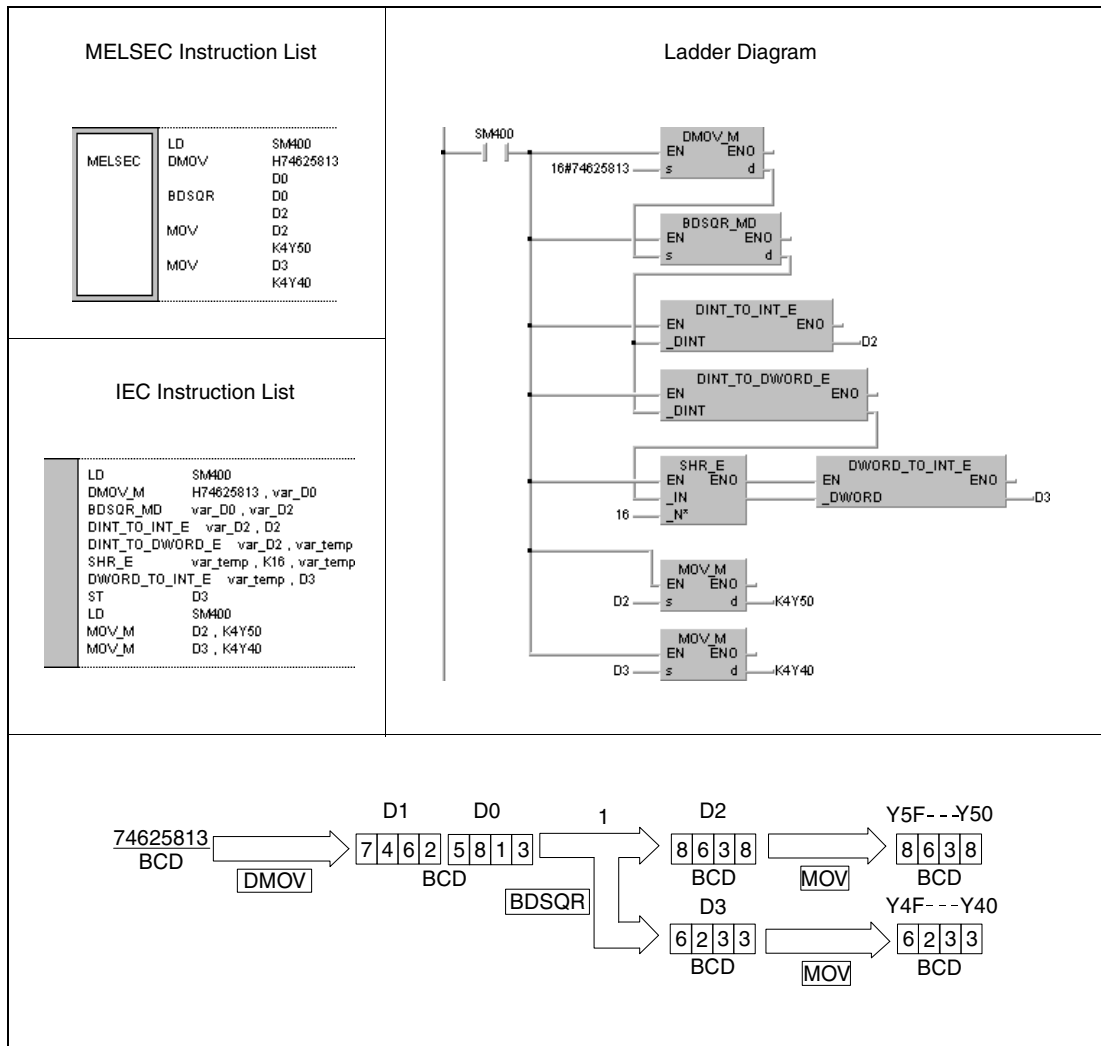 MELSEC Instruction List
MELSEC
LD SM400
DMOV H74625813
D0
BDSQR D0
D2
MOV D2
K4Y50
MOV D3
K4Y40
IEC Instruction List
LD SM400
DMOV_M H74625813 , var_D0
BDSQR_MD var_D0 , var_D2
DINT_TO_INT_E var_D2 , D2
DINT_TO_DWORD_E var_D2 , var_temp
SHR_E var_temp , K16 , var_temp
DWORD_TO_INT_E var_temp , D3
ST D3
LD SM400
MOV_M D2 , K4Y50
MOV_M D3 , K4Y40
Ladder Diagram
SM400
DMOV_M
EN ENO
16#74625813 s d
BDSQR_MD
EN ENO
s d
DINT_TO_INT_E
EN ENO
_DINT D2
DINT_TO_DWORD_E
EN ENO
_DINT
SHR_E
EN ENO
_IN
16 _N*
DWORD_TO_INT_E
EN ENO
_DWORD D3
MOV_M
EN ENO
D2 s d K4Y50
MOV_M
EN ENO
D3 s d K4Y40
D1 D0 1 D2 Y5F---Y50
74625813 7 4 6 2 5 8 1 3 8 6 3 8 8 6 3 8
BCD DMOV BCD BDSQR BCD MOV BCD
D3 Y4F---Y40
6 2 3 3 6 2 3 3
BCD MOV BCD